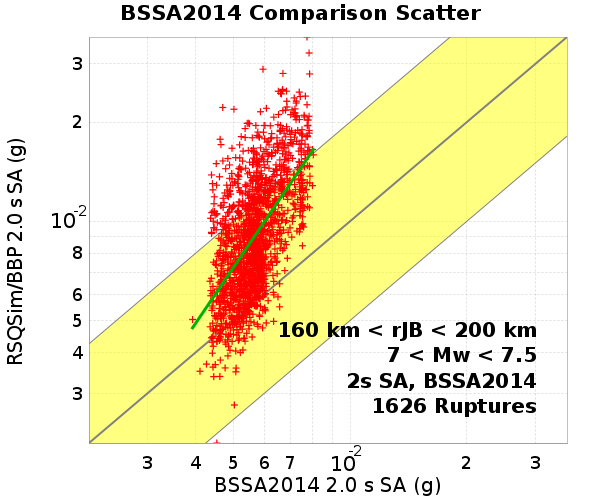 BSSA2014 Comparison Scatter
RSQSim/BBP 2.0 s SA (g)
3
2
10-2
8
6
5
4
3
160 km < rJB < 200 km
7 < Mw < 7.5
2s SA, BSSA2014
1626 Ruptures
3 4 5 6 7 10-2 2 3
BSSA2014 2.0 s SA (g)